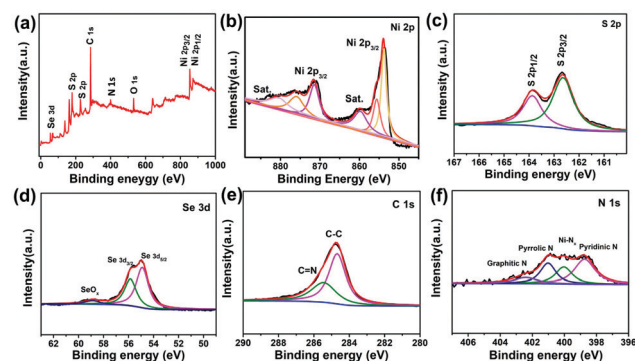 (a)
Intensity(a.u.)
Se 3d
S 2p
S 2p
C 1s
N 1s
O 1s
Ni 2p3/2
Ni 2p1/2
0 200 400 600 800 1000
Binding energy (eV)
(b)
Ni 2p
Intensity(a.u.)
Sat.
Ni 2p3/2
Sat.
Ni 2p3/2
880 870 860 850
Binding energy (eV)
(c)
S 2p
Intensity(a.u.)
S 2p1/2
S 2p3/2
167 166 165 164 163 162 161
Binding energy (eV)
(d)
Se 3d
Intensity(a.u.)
SeOx
Se 3d3/2
Se 3d5/2
62 60 58 56 54 52 50
Binding energy (eV)
(e)
C 1s
Intensity(a.u.)
C=N
C-C
290 288 286 284 282 280
Binding energy (eV)
(f)
N 1s
Intensity(a.u.)
Graphitic N
Pyrrolic N
Ni-Nx
Pyridinic N
406 404 402 400 398 396
Binding energy (eV)